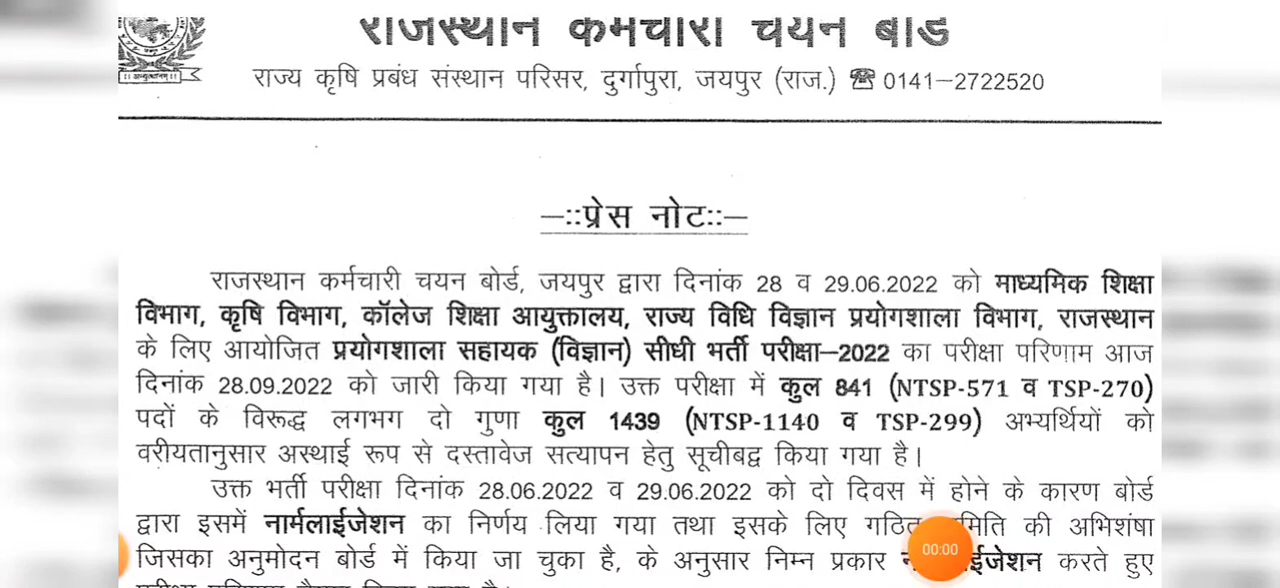 राजस्थान कर्मचारी चयन बोर्ड
राज्य कृषि प्रबंध संस्थान परिसर, दुर्गापुरा, जयपुर (राज.) ☎ 0141–2722520
–::प्रेस नोट::–
राजस्थान कर्मचारी चयन बोर्ड, जयपुर द्वारा दिनांक 28 व 29.06.2022 को माध्यमिक शिक्षा
विभाग, कृषि विभाग, कॉलेज शिक्षा आयुक्तालय, राज्य विधि विज्ञान प्रयोगशाला विभाग, राजस्थान
के लिए आयोजित प्रयोगशाला सहायक (विज्ञान) सीधी भर्ती परीक्षा–2022 का परीक्षा परिणाम आज
दिनांक 28.09.2022 को जारी किया गया है। उक्त परीक्षा में कुल 841 (NTSP-571 व TSP-270)
पदों के विरूद्ध लगभग दो गुणा कुल 1439 (NTSP-1140 व TSP-299) अभ्यर्थियों को
वरीयतानुसार अस्थाई रूप से दस्तावेज सत्यापन हेतु सूचीबद्व किया गया है।
उक्त भर्ती परीक्षा दिनांक 28.06.2022 व 29.06.2022 को दो दिवस में होने के कारण बोर्ड
द्वारा इसमें नार्मलाईजेशन का निर्णय लिया गया तथा इसके लिए की अभिशंषा
जिसका अनुमोदन बोर्ड में किया जा चुका है, के अनुसार निम्न प्रकार करते हुए
00:00